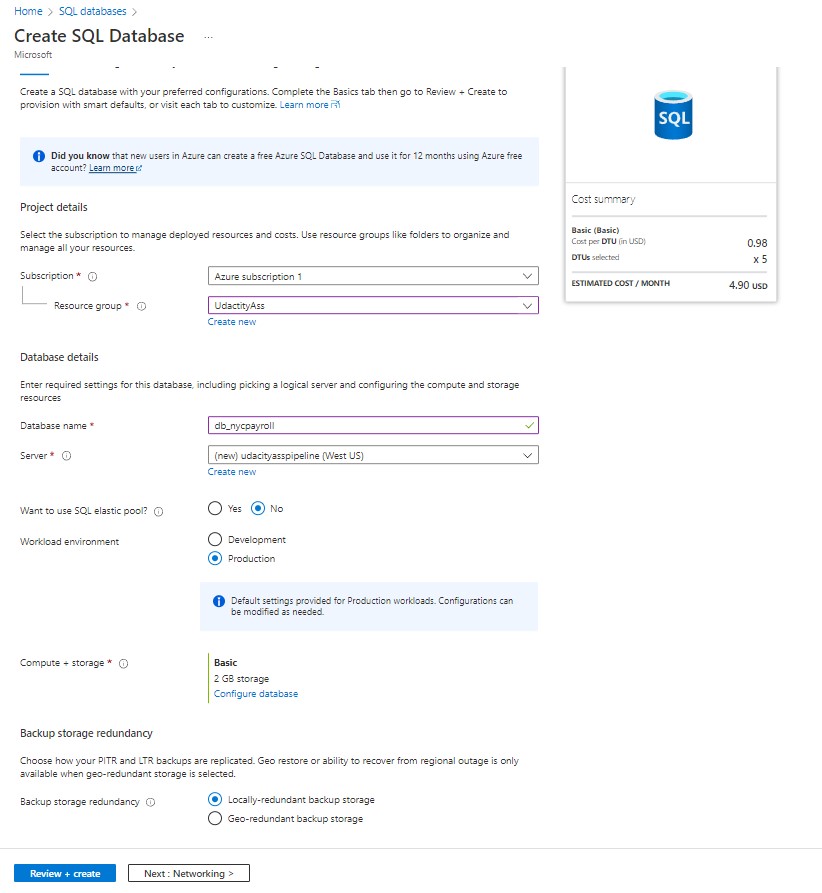 Home > SQL databases >
Create SQL Database ...
Microsoft
Create a SQL database with your preferred configurations. Complete the Basics tab then go to Review + Create to
provision with smart defaults, or visit each tab to customize. Learn more
Did you know that new users in Azure can create a free Azure SQL Database and use it for 12 months using Azure free
account? Learn more
Project details
Select the subscription to manage deployed resources and costs. Use resource groups like folders to organize and
manage all your resources.
Subscription *
Azure subscription 1
Resource group *
UdactityAss
Create new
Database details
Enter required settings for this database, including picking a logical server and configuring the compute and storage
resources
Database name *
db_nycpayroll
Server *
(new) udacityasspipeline (West US)
Create new
Want to use SQL elastic pool?
Yes No
Workload environment
Development
Production
Default settings provided for Production workloads. Configurations can
be modified as needed.
Compute + storage *
Basic
2 GB storage
Configure database
Backup storage redundancy
Choose how your PITR and LTR backups are replicated. Geo restore or ability to recover from regional outage is only
available when geo-redundant storage is selected.
Backup storage redundancy
Locally-redundant backup storage
Geo-redundant backup storage
Review + create
Next : Networking >
SQL
Cost summary
Basic (Basic)
Cost per DTU (in USD) 0.98
DTUs selected x 5
ESTIMATED COST / MONTH 4.90 USD